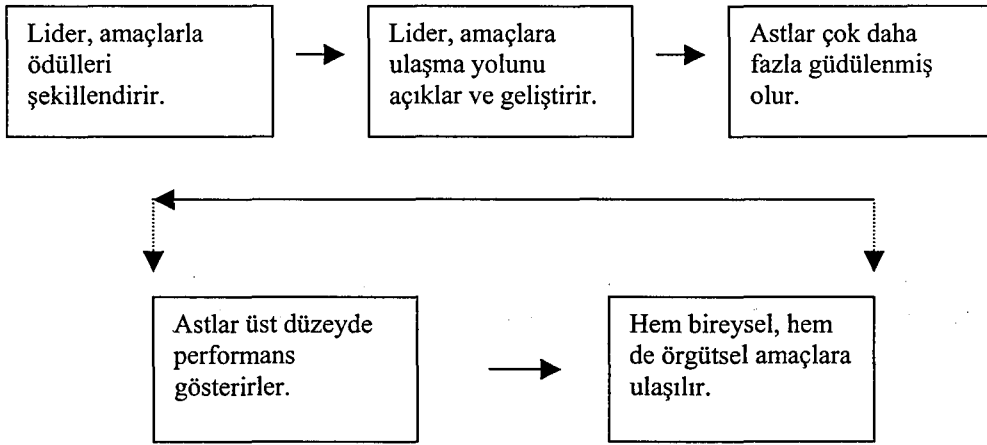 Lider, amaçlarla
ödülleri
şekillendirir.
Lider, amaçlara
ulaşma yolunu
açıklar ve geliştirir.
Astlar çok daha
fazla güdülenmiş
olur.
Astlar üst düzeyde
performans
gösterirler.
Hem bireysel, hem
de örgütsel amaçlara
ulaşılır.